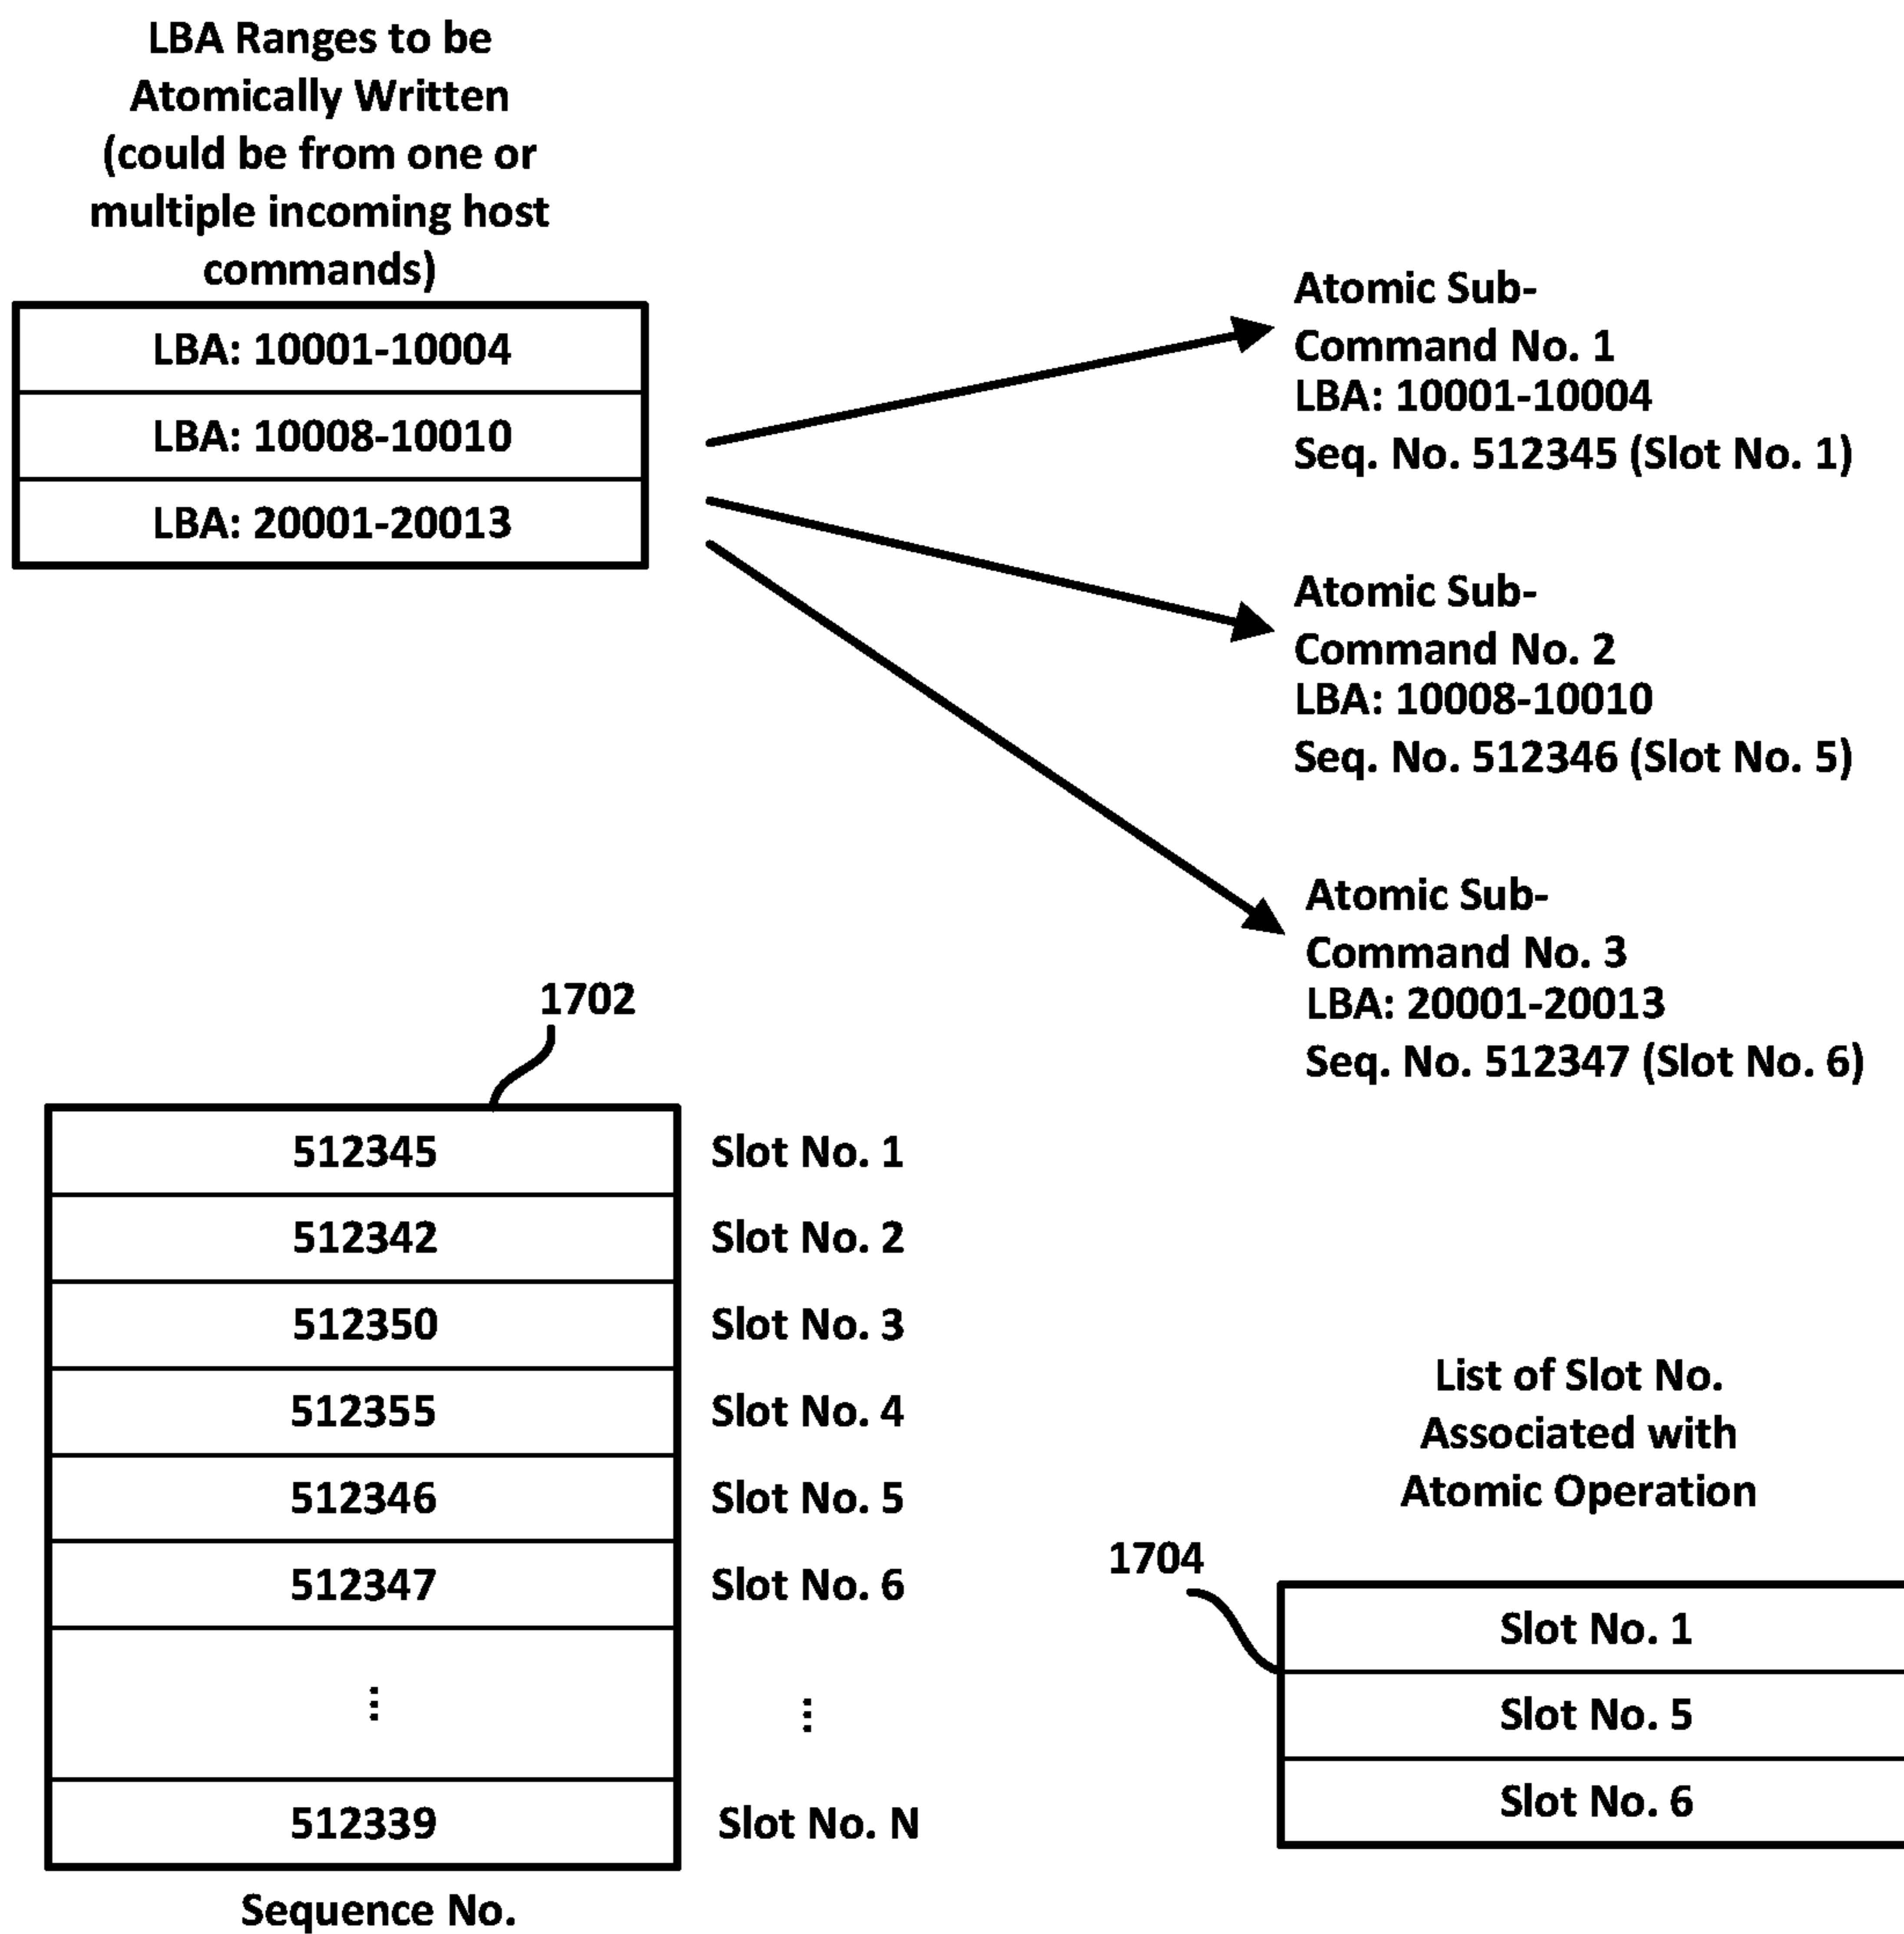 LBA Ranges to be
Atomically Written
(could be from one or
multiple incoming host
commands)
LBA: 10001-10004
LBA: 10008-10010
LBA: 20001-20013
Atomic Sub-
Command No. 1
LBA: 10001-10004
Seq. No. 512345 (Slot No. 1)
Atomic Sub-
Command No. 2
LBA: 10008-10010
Seq. No. 512346 (Slot No. 5)
Atomic Sub-
Command No. 3
LBA: 20001-20013
Seq. No. 512347 (Slot No. 6)
1702
512345 Slot No. 1
512342 Slot No. 2
512350 Slot No. 3
512355 Slot No. 4
512346 Slot No. 5
512347 Slot No. 6
⋮ ⋮
512339 Slot No. N
Sequence No.
List of Slot No.
Associated with
Atomic Operation
1704
Slot No. 1
Slot No. 5
Slot No. 6